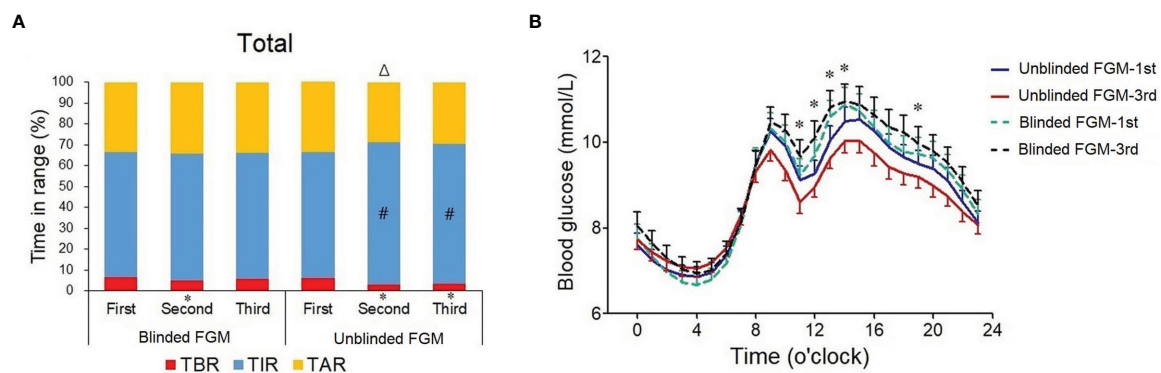 A
Total
Time in range (%)
100
90
80
70
60
50
40
30
20
10
0
Δ
# #
* * *
First Second Third First Second Third
Blinded FGM Unblinded FGM
TBR TIR TAR
B
Blood glucose (mmol/L)
12
10
8
6
* * * * *
0 4 8 12 16 20 24
Time (o'clock)
Unblinded FGM-1st
Unblinded FGM-3rd
Blinded FGM-1st
Blinded FGM-3rd